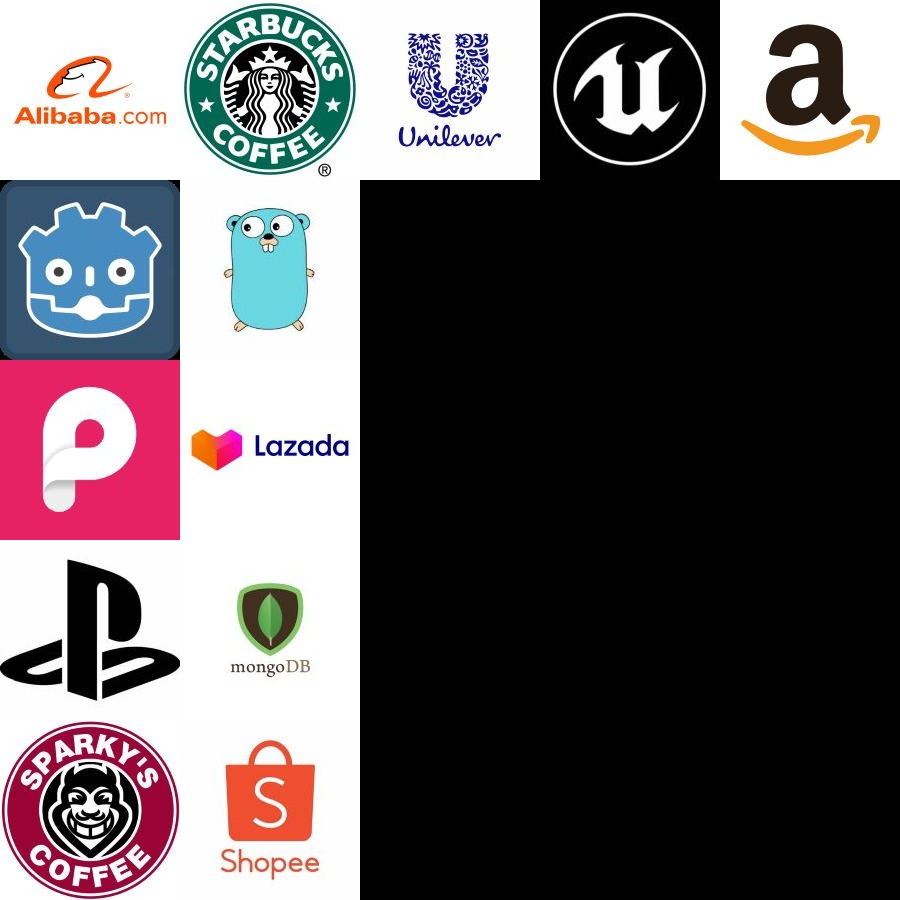 Alibaba.com
STARBUCKS
COFFEE
®
U
Unilever
u
a
P
Lazada
mongoDB
SPARKY'S
COFFEE
S
Shopee